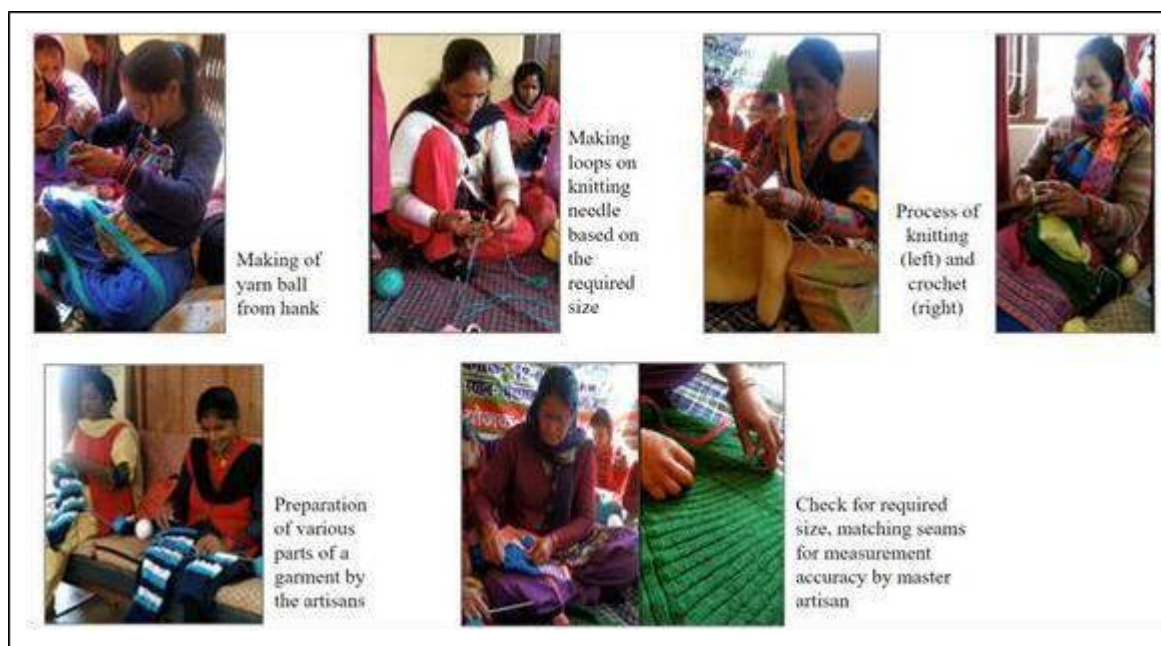 Making of
yarn ball
from hank
Making
loops on
knitting
needle
based on
the
required
size
Process of
knitting
(left) and
crochet
(right)
Preparation
of various
parts of a
garment by
the artisans
Check for required
size, matching seams
for measurement
accuracy by master
artisan